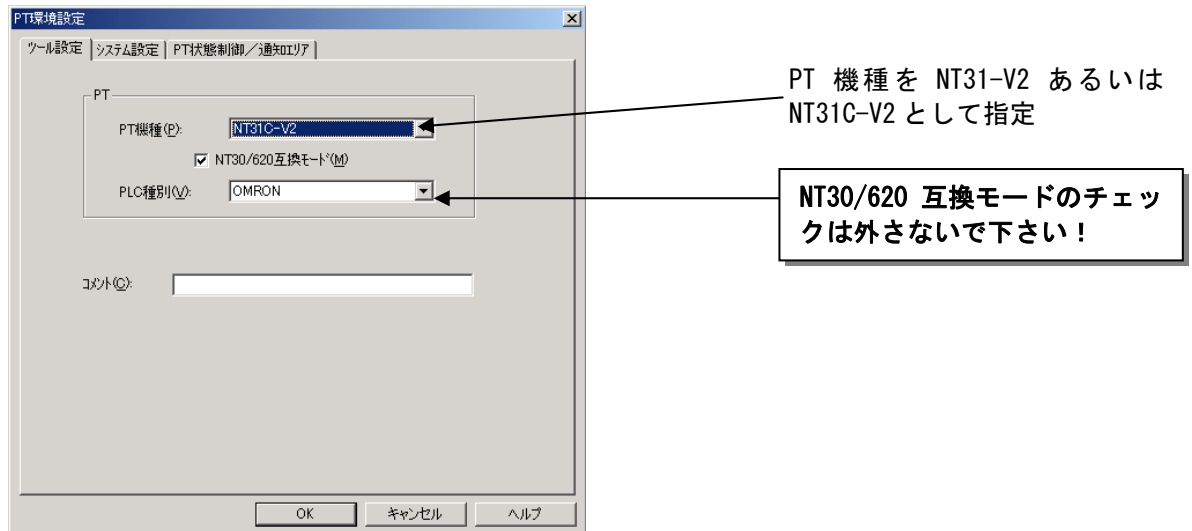 PT環境設定
ツール設定 システム設定 PT状態制御／通知エリア
PT
PT機種(P): NT31C-V2
NT30/620互換モード(M)
PLC種別(V): OMRON
コメント(C):
OK キャンセル ヘルプ
PT 機種を NT31-V2 あるいは
NT31C-V2 として指定
NT30/620 互換モードのチェッ
クは外さないで下さい！